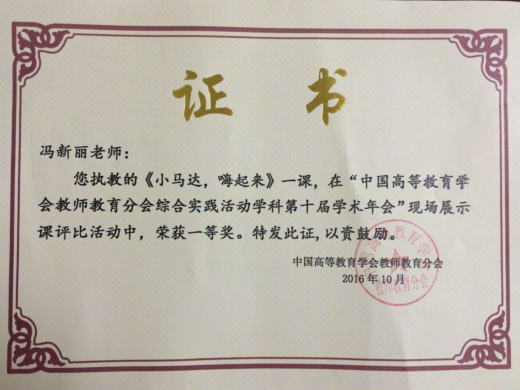 证 书
冯新丽老师：
您执教的《小马达，嗨起来》一课，在“中国高等教育学
会教师教育分会综合实践活动学科第十届学术年会”现场展示
课评比活动中，荣获一等奖。特发此证，以资鼓励。
中国高等教育学会教师教育分会
2016年10月